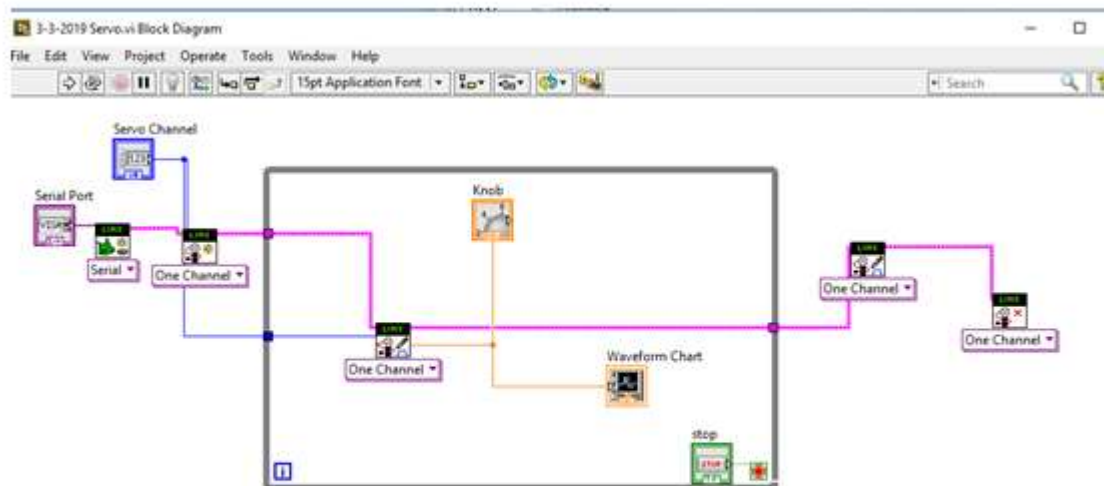 3-3-2019 Servo.vi Block Diagram
File Edit View Project Operate Tools Window Help
15pt Application Font
Search
Servo Channel
123
Serial Port
VISA
Knob
LINX
LINX
LINX
Serial
One Channel
One Channel
LINX
LINX
One Channel
One Channel
Waveform Chart
stop
STOP
i